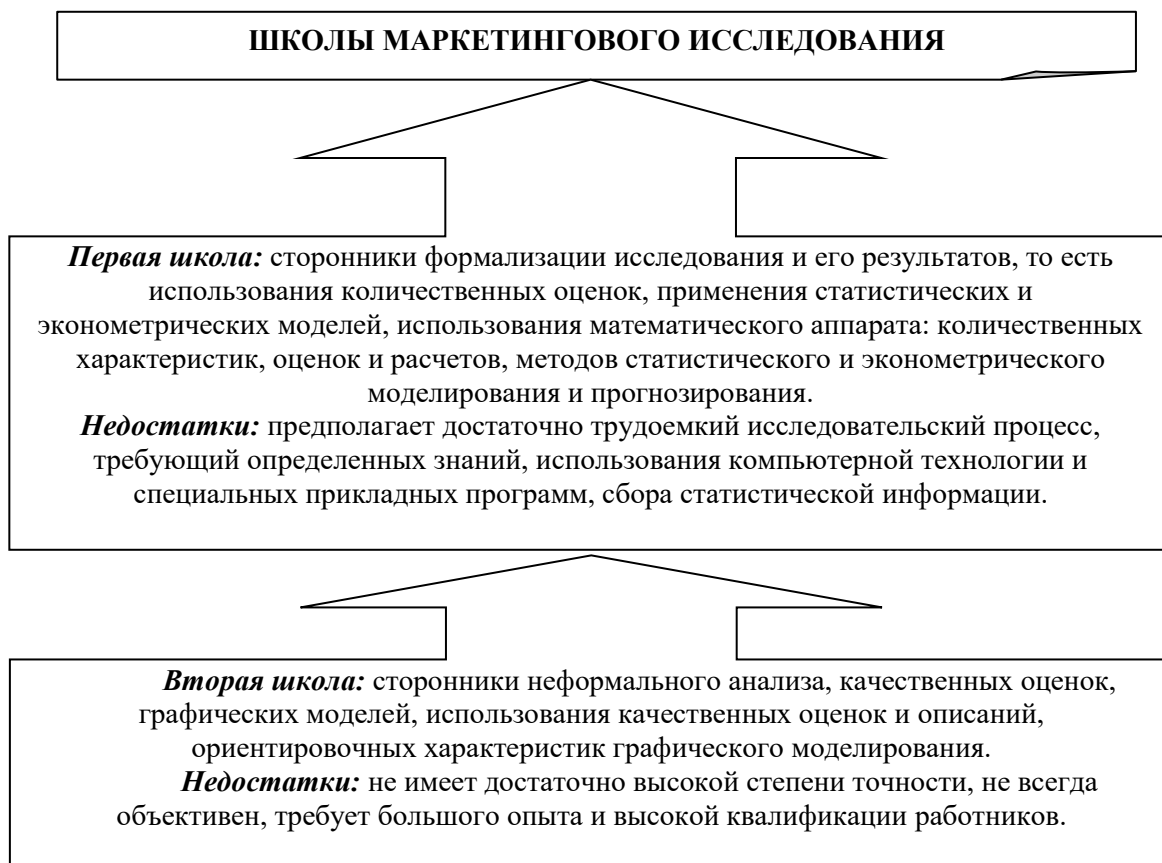 ШКОЛЫ МАРКЕТИНГОВОГО ИССЛЕДОВАНИЯ
Первая школа: сторонники формализации исследования и его результатов, то есть
использования количественных оценок, применения статистических и
эконометрических моделей, использования математического аппарата: количественных
характеристик, оценок и расчетов, методов статистического и эконометрического
моделирования и прогнозирования.
Недостатки: предполагает достаточно трудоемкий исследовательский процесс,
требующий определенных знаний, использования компьютерной технологии и
специальных прикладных программ, сбора статистической информации.
Вторая школа: сторонники неформального анализа, качественных оценок,
графических моделей, использования качественных оценок и описаний,
ориентировочных характеристик графического моделирования.
Недостатки: не имеет достаточно высокой степени точности, не всегда
объективен, требует большого опыта и высокой квалификации работников.